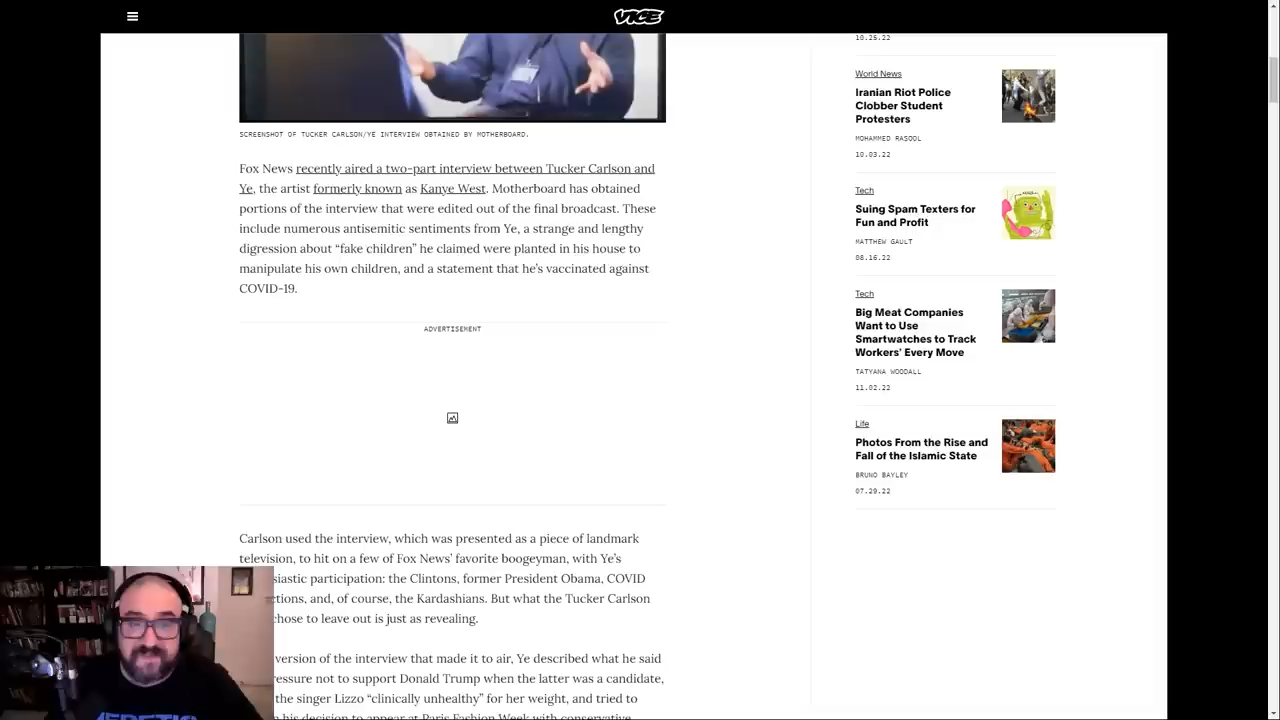 VICE
SCREENSHOT OF TUCKER CARLSON/YE INTERVIEW OBTAINED BY MOTHERBOARD.
Fox News recently aired a two-part interview between Tucker Carlson and
Ye, the artist formerly known as Kanye West. Motherboard has obtained
portions of the interview that were edited out of the final broadcast. These
include numerous antisemitic sentiments from Ye, a strange and lengthy
digression about “fake children” he claimed were planted in his house to
manipulate his own children, and a statement that he’s vaccinated against
COVID-19.
ADVERTISEMENT
Carlson used the interview, which was presented as a piece of landmark
television, to hit on a few of Fox News’ favorite boogeyman, with Ye’s
siastic participation: the Clintons, former President Obama, COVID
ctions, and, of course, the Kardashians. But what the Tucker Carlson
chose to leave out is just as revealing.
version of the interview that made it to air, Ye described what he said
ressure not to support Donald Trump when the latter was a candidate,
the singer Lizzo “clinically unhealthy” for her weight, and tried to
his decision to appear at Paris Fashion Week with conservative
10.25.22
World News
Iranian Riot Police
Clobber Student
Protesters
MOHAMMED RASOOL
10.03.22
Tech
Suing Spam Texters for
Fun and Profit
MATTHEW GAULT
08.16.22
Tech
Big Meat Companies
Want to Use
Smartwatches to Track
Workers' Every Move
TATYANA WOODALL
11.02.22
Life
Photos From the Rise and
Fall of the Islamic State
BRUNO BAYLEY
07.29.22